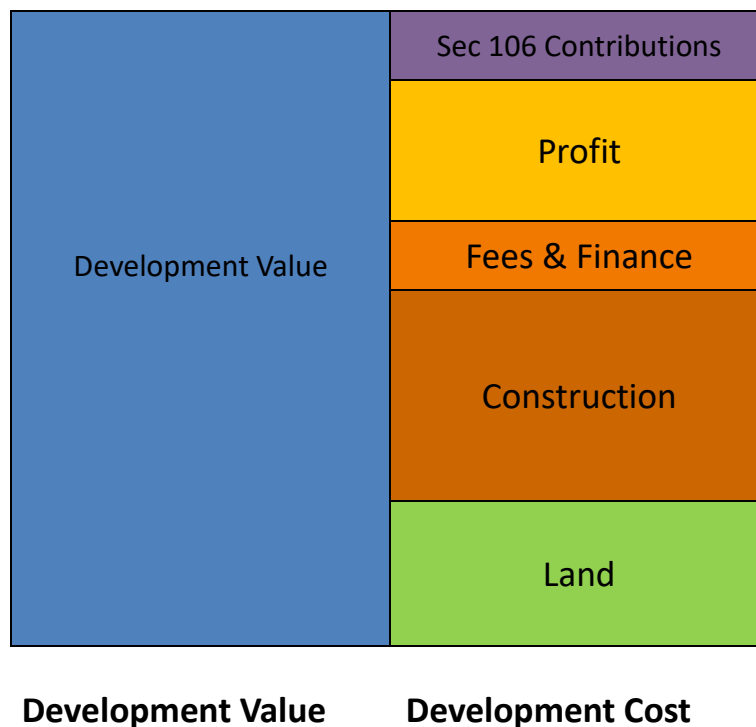 Sec 106 Contributions
Profit
Development Value
Fees & Finance
Construction
Land
Development Value
Development Cost